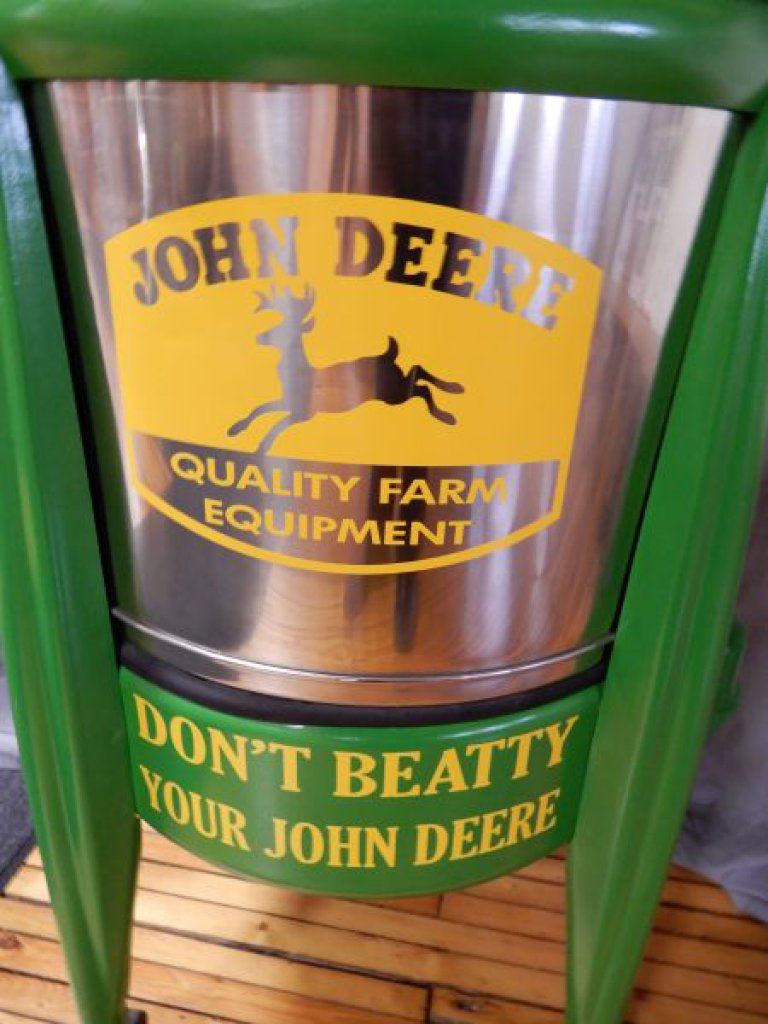 JOHN DEERE
QUALITY FARM
EQUIPMENT
DON'T BEATTY
YOUR JOHN DEERE